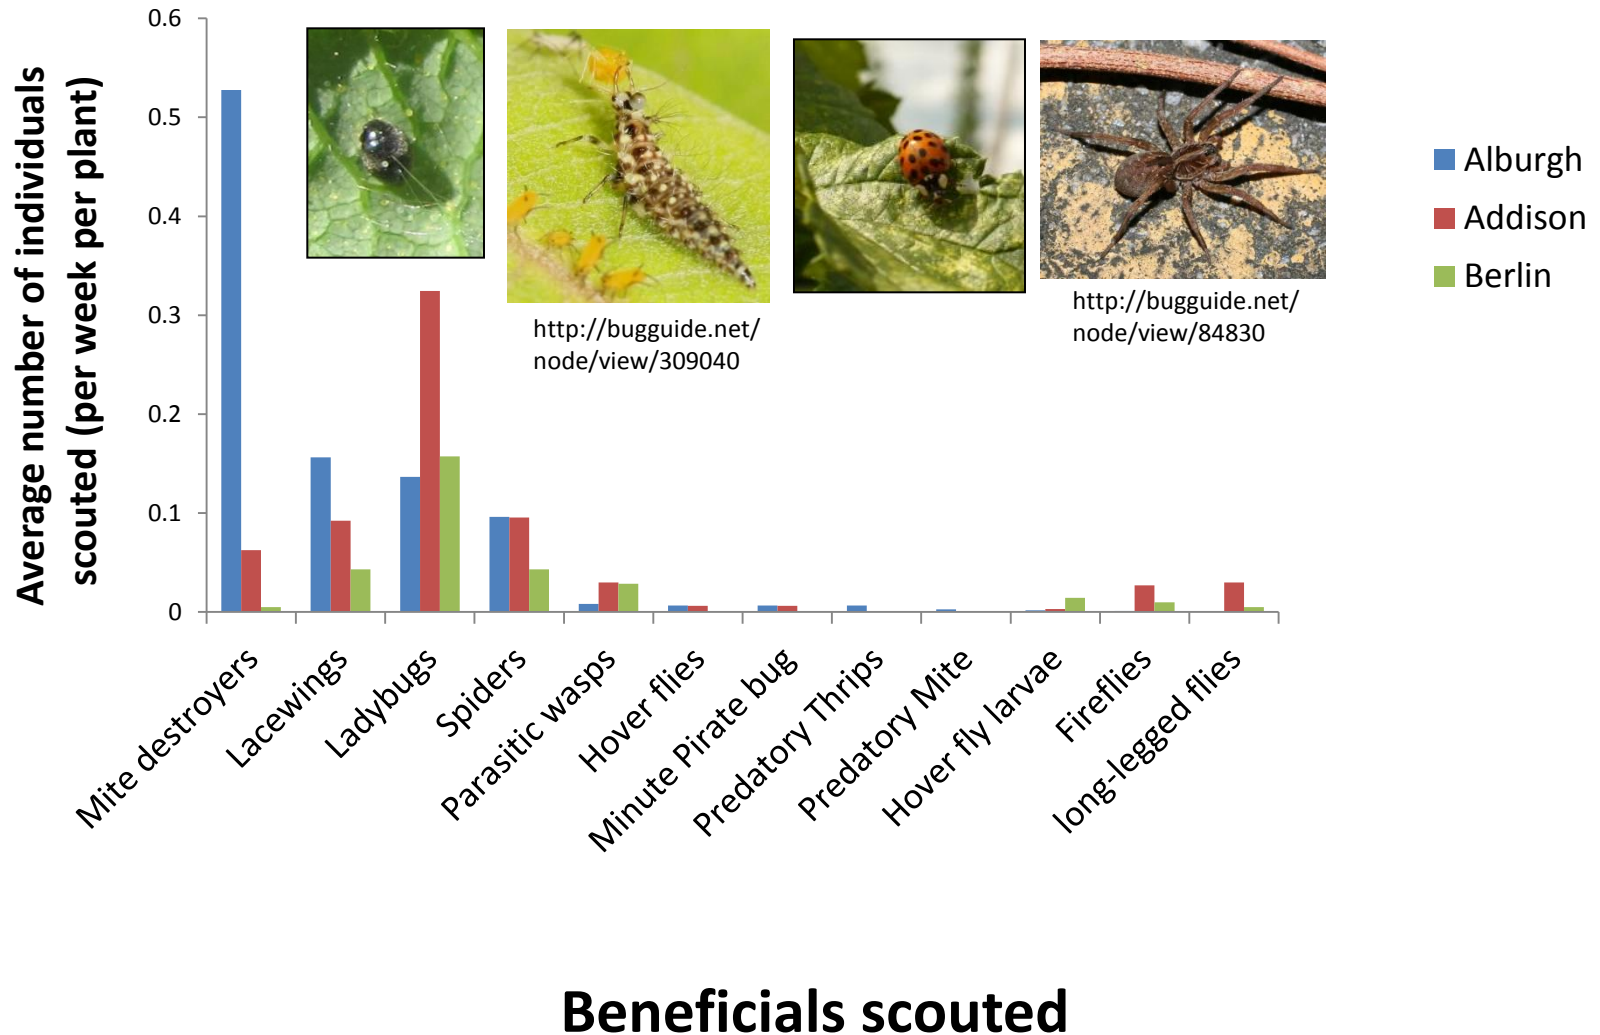 Average number of individuals
scouted (per week per plant)
0.6
0.5
0.4
0.3
0.2
0.1
0
http://bugguide.net/
node/view/309040
http://bugguide.net/
node/view/84830
Alburgh
Addison
Berlin
Mite destroyers
Lacewings
Ladybugs
Spiders
Parasitic wasps
Hover flies
Minute Pirate bug
Predatory Thrips
Predatory Mite
Hover fly larvae
Fireflies
long-legged flies
Beneficials scouted